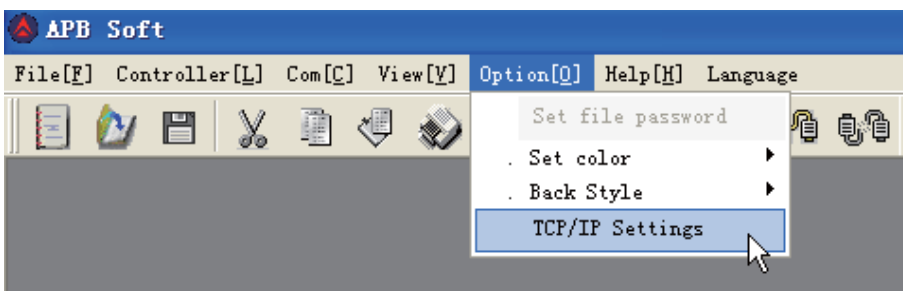 APB Soft
File[F] Controller[L] Com[C] View[V] Option[O] Help[H] Language
Set file password
. Set color
. Back Style
TCP/IP Settings